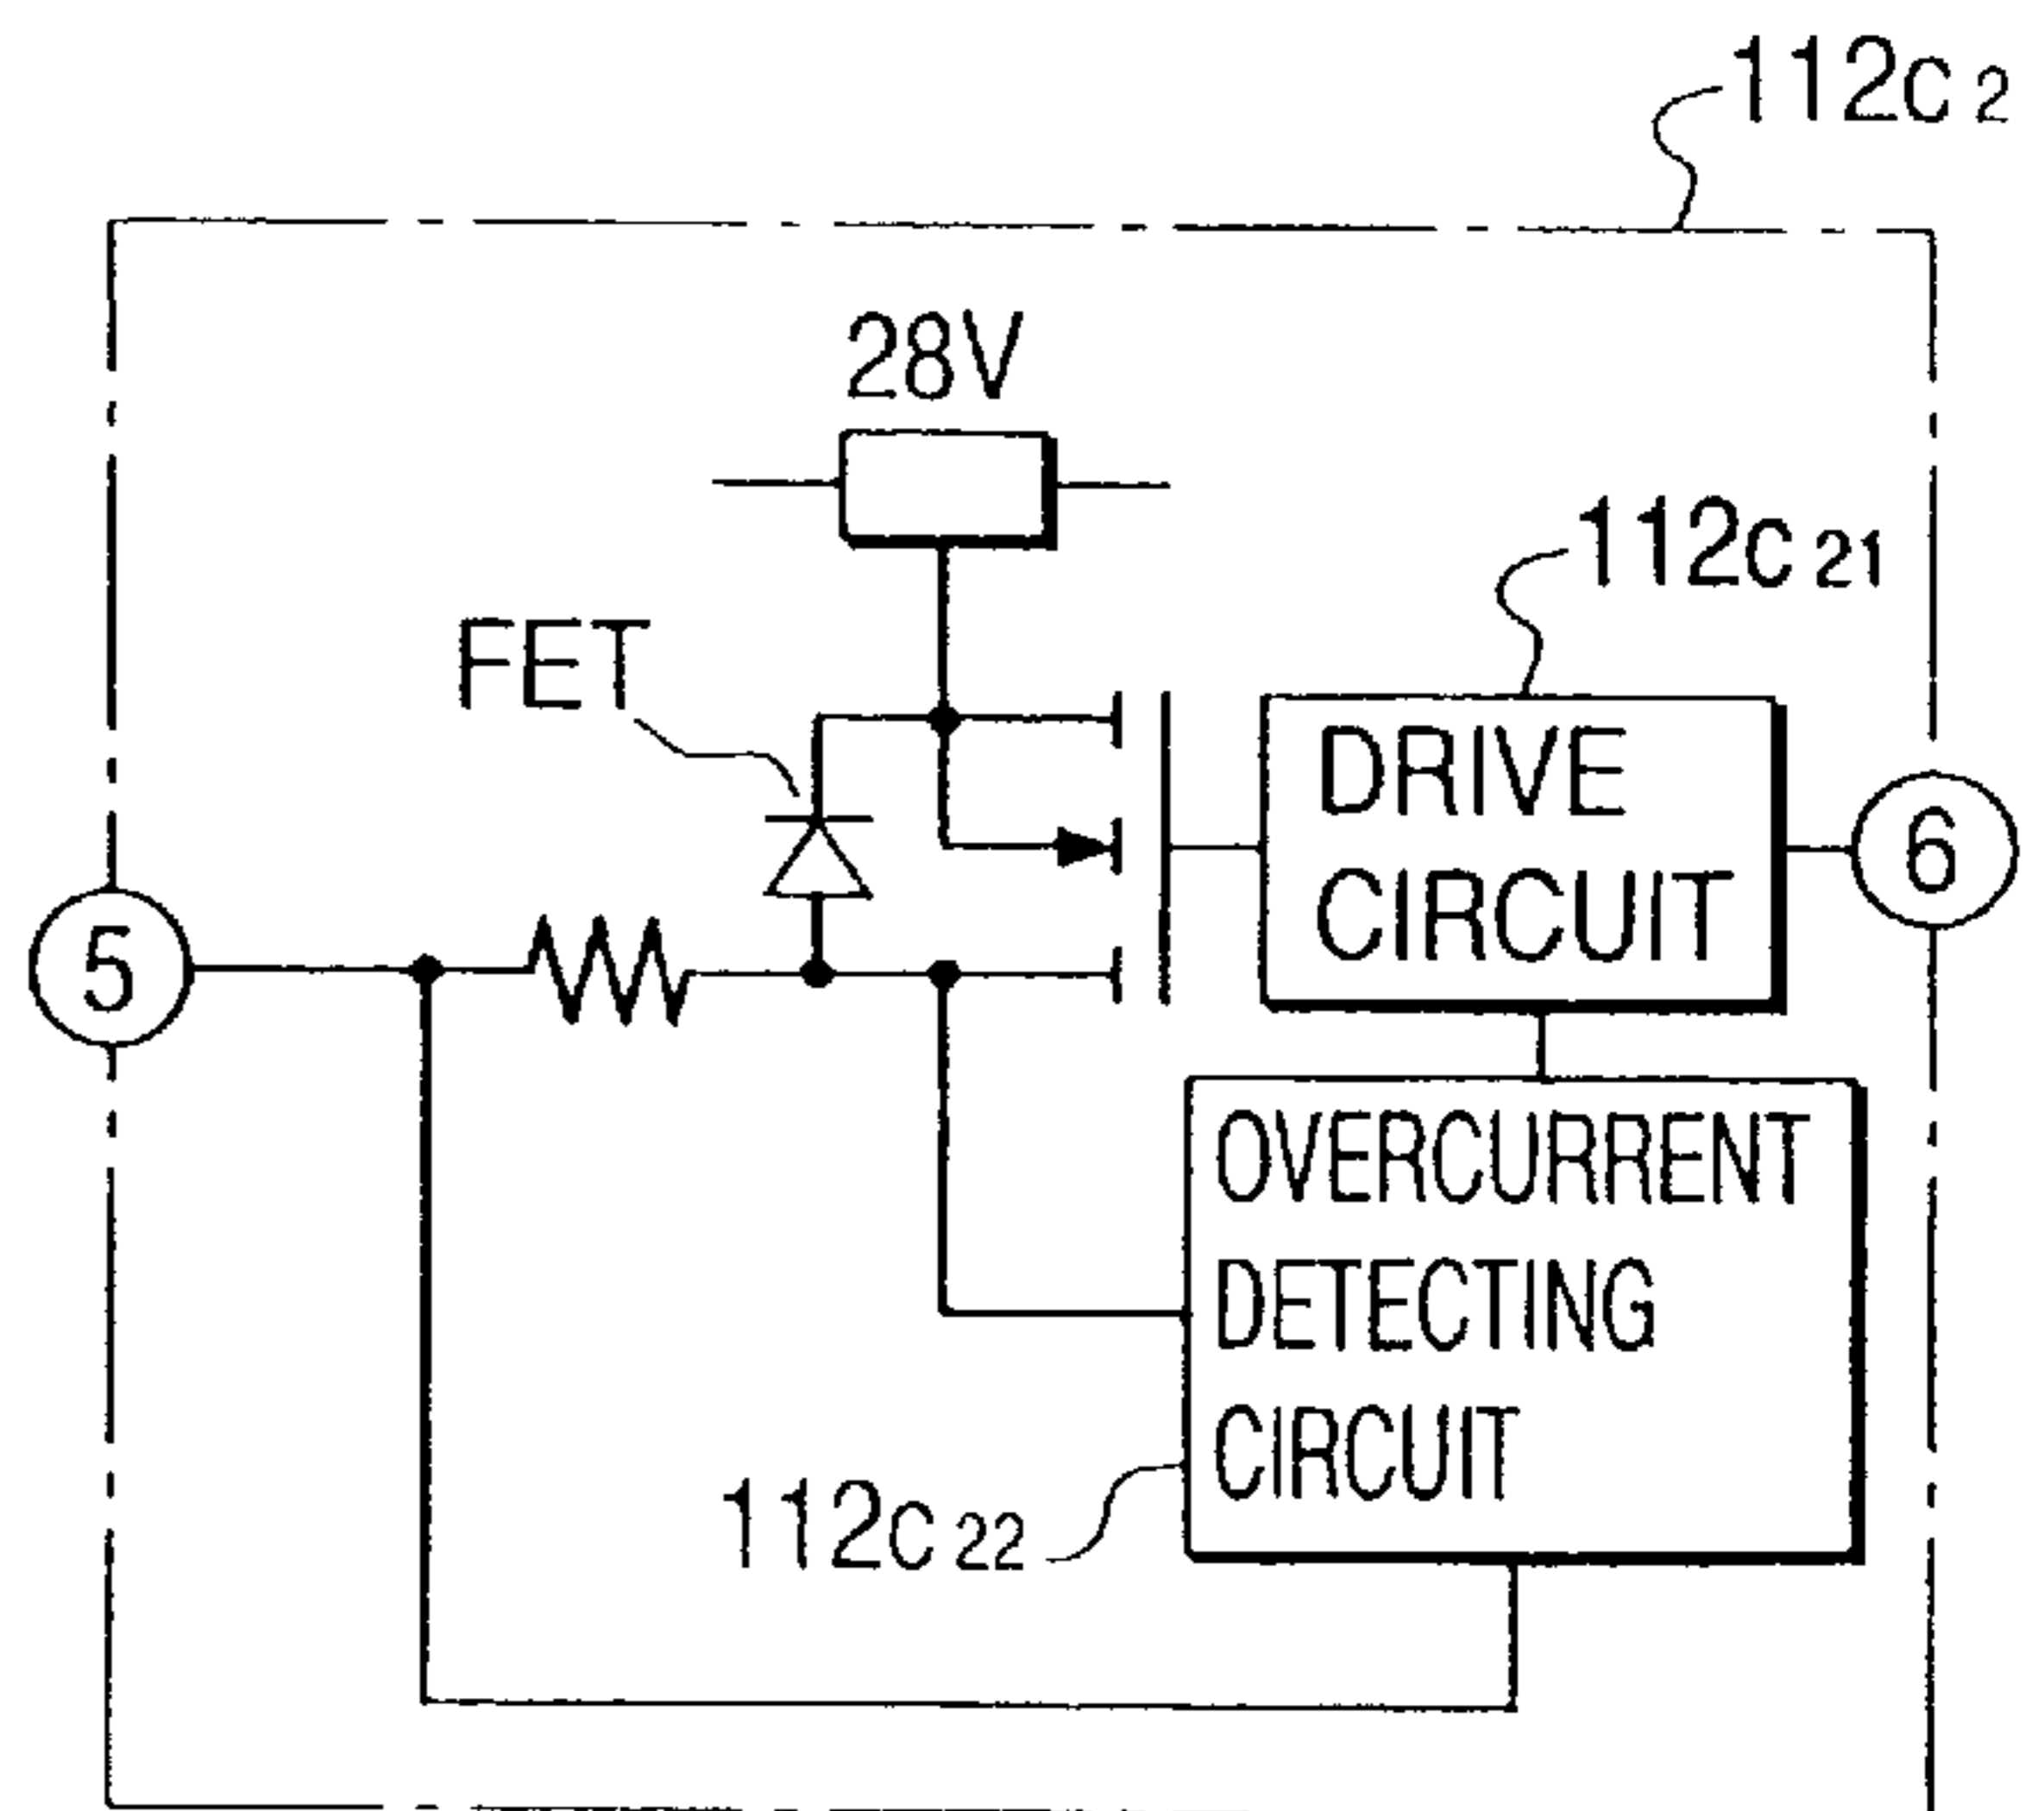 112c2
28V
112c21
FET
DRIVE
CIRCUIT
6
5
OVERCURRENT
DETECTING
CIRCUIT
112c22